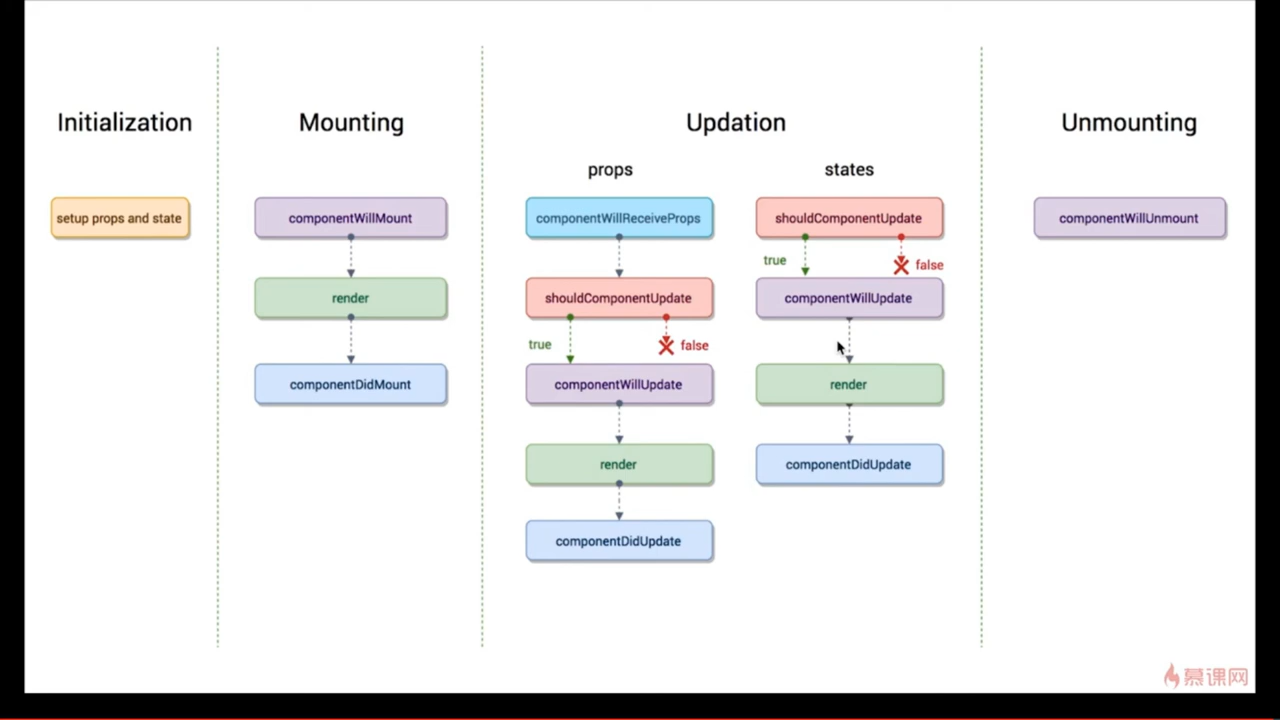 Initialization
Mounting
Updation
Unmounting
props
states
setup props and state
componentWillMount
render
componentDidMount
componentWillReceiveProps
shouldComponentUpdate
true
false
componentWillUpdate
render
componentDidUpdate
shouldComponentUpdate
true
false
componentWillUpdate
render
componentDidUpdate
componentWillUnmount
慕课网